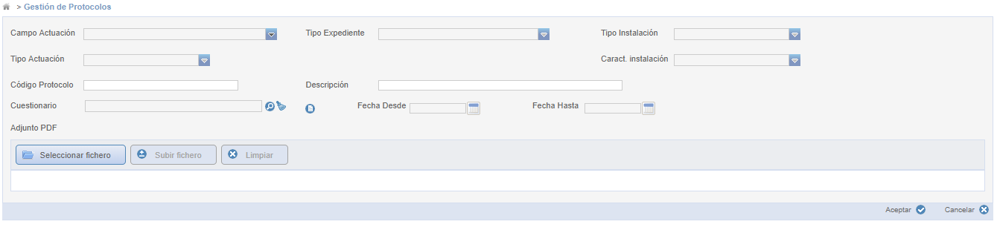 > Gestión de Protocolos
Campo Actuación Tipo Expediente Tipo Instalación
Tipo Actuación Caract. instalación
Código Protocolo Descripción
Cuestionario Fecha Desde Fecha Hasta
Adjunto PDF
Seleccionar fichero Subir fichero Limpiar
Aceptar Cancelar